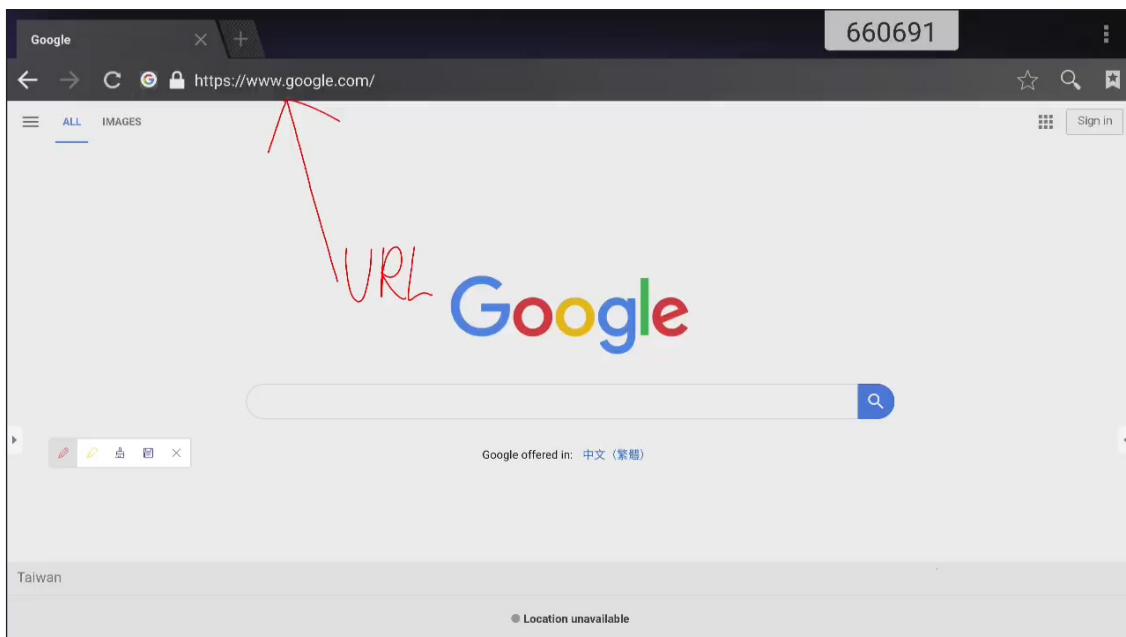 Google
660691
https://www.google.com/
ALL IMAGES
Sign in
URL
Google
Google offered in: 中文（繁體）
Taiwan
Location unavailable